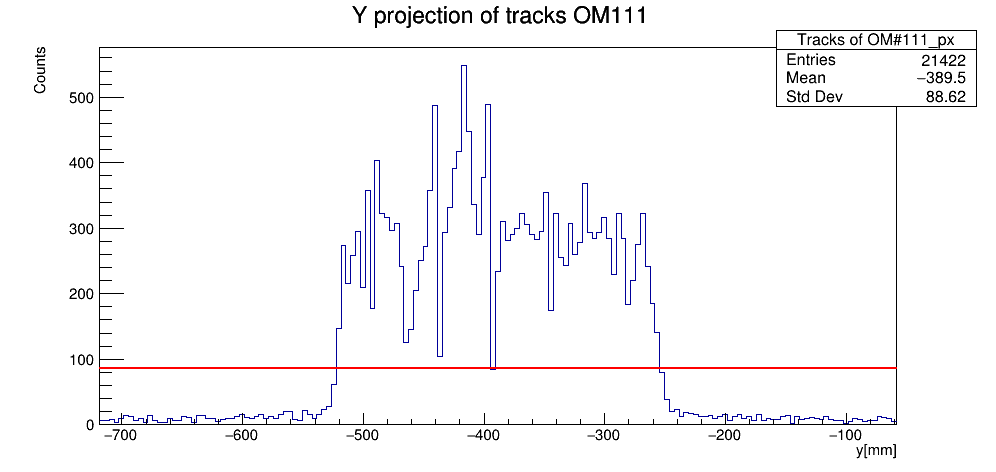 Y projection of tracks OM111
Counts
Tracks of OM#111_px
Entries 21422
Mean −389.5
Std Dev 88.62
500
400
300
200
100
0
−700 −600 −500 −400 −300 −200 −100
y[mm]